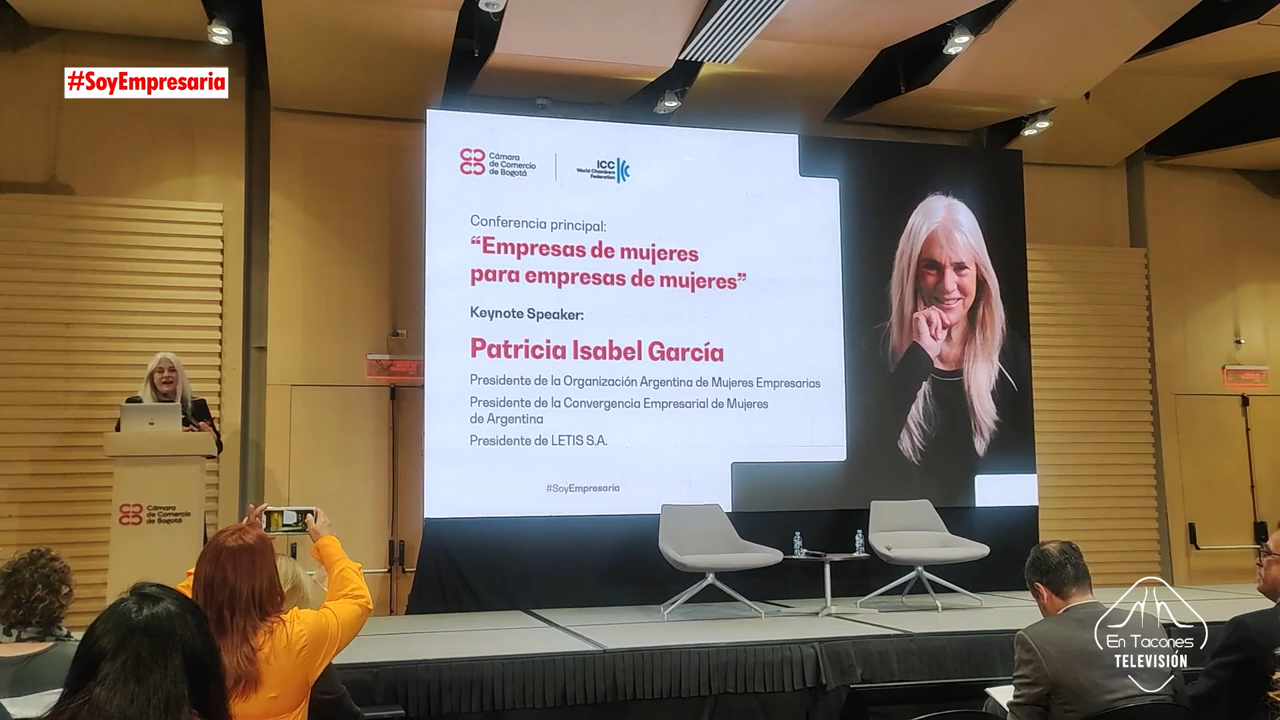 #SoyEmpresaria
Cámara
de Comercio
de Bogotá
ICC
World Chambers
Federation
Conferencia principal:
“Empresas de mujeres
para empresas de mujeres”
Keynote Speaker:
Patricia Isabel García
Presidente de la Organización Argentina de Mujeres Empresarias
Presidente de la Convergencia Empresarial de Mujeres
de Argentina
Presidente de LETIS S.A.
#SoyEmpresaria
Cámara
de Comercio
de Bogotá
En Tacones
TELEVISIÓN